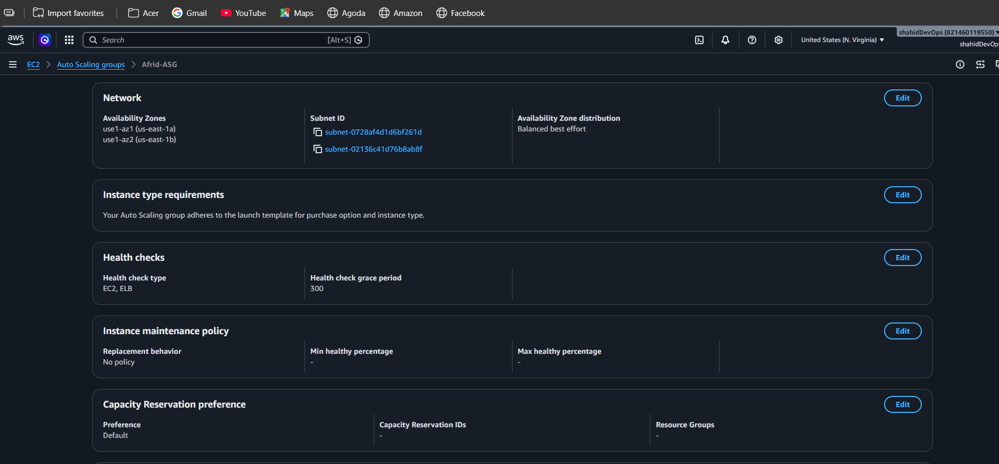 Import favorites
Acer
Gmail
YouTube
Maps
Agoda
Amazon
Facebook
aws
Search
[Alt+S]
United States (N. Virginia)
shahidDevOps (821460119550)
EC2
Auto Scaling groups
Afrid-ASG
Network
Edit
Availability Zones
use1-az1 (us-east-1a)
use1-az2 (us-east-1b)
Subnet ID
subnet-0728af4d1d6bf261d
subnet-02136c41d76b8ab8f
Availability Zone distribution
Balanced best effort
Instance type requirements
Edit
Your Auto Scaling group adheres to the launch template for purchase option and instance type.
Health checks
Edit
Health check type
EC2, ELB
Health check grace period
300
Instance maintenance policy
Edit
Replacement behavior
No policy
Min healthy percentage
-
Max healthy percentage
-
Capacity Reservation preference
Edit
Preference
Default
Capacity Reservation IDs
-
Resource Groups
-